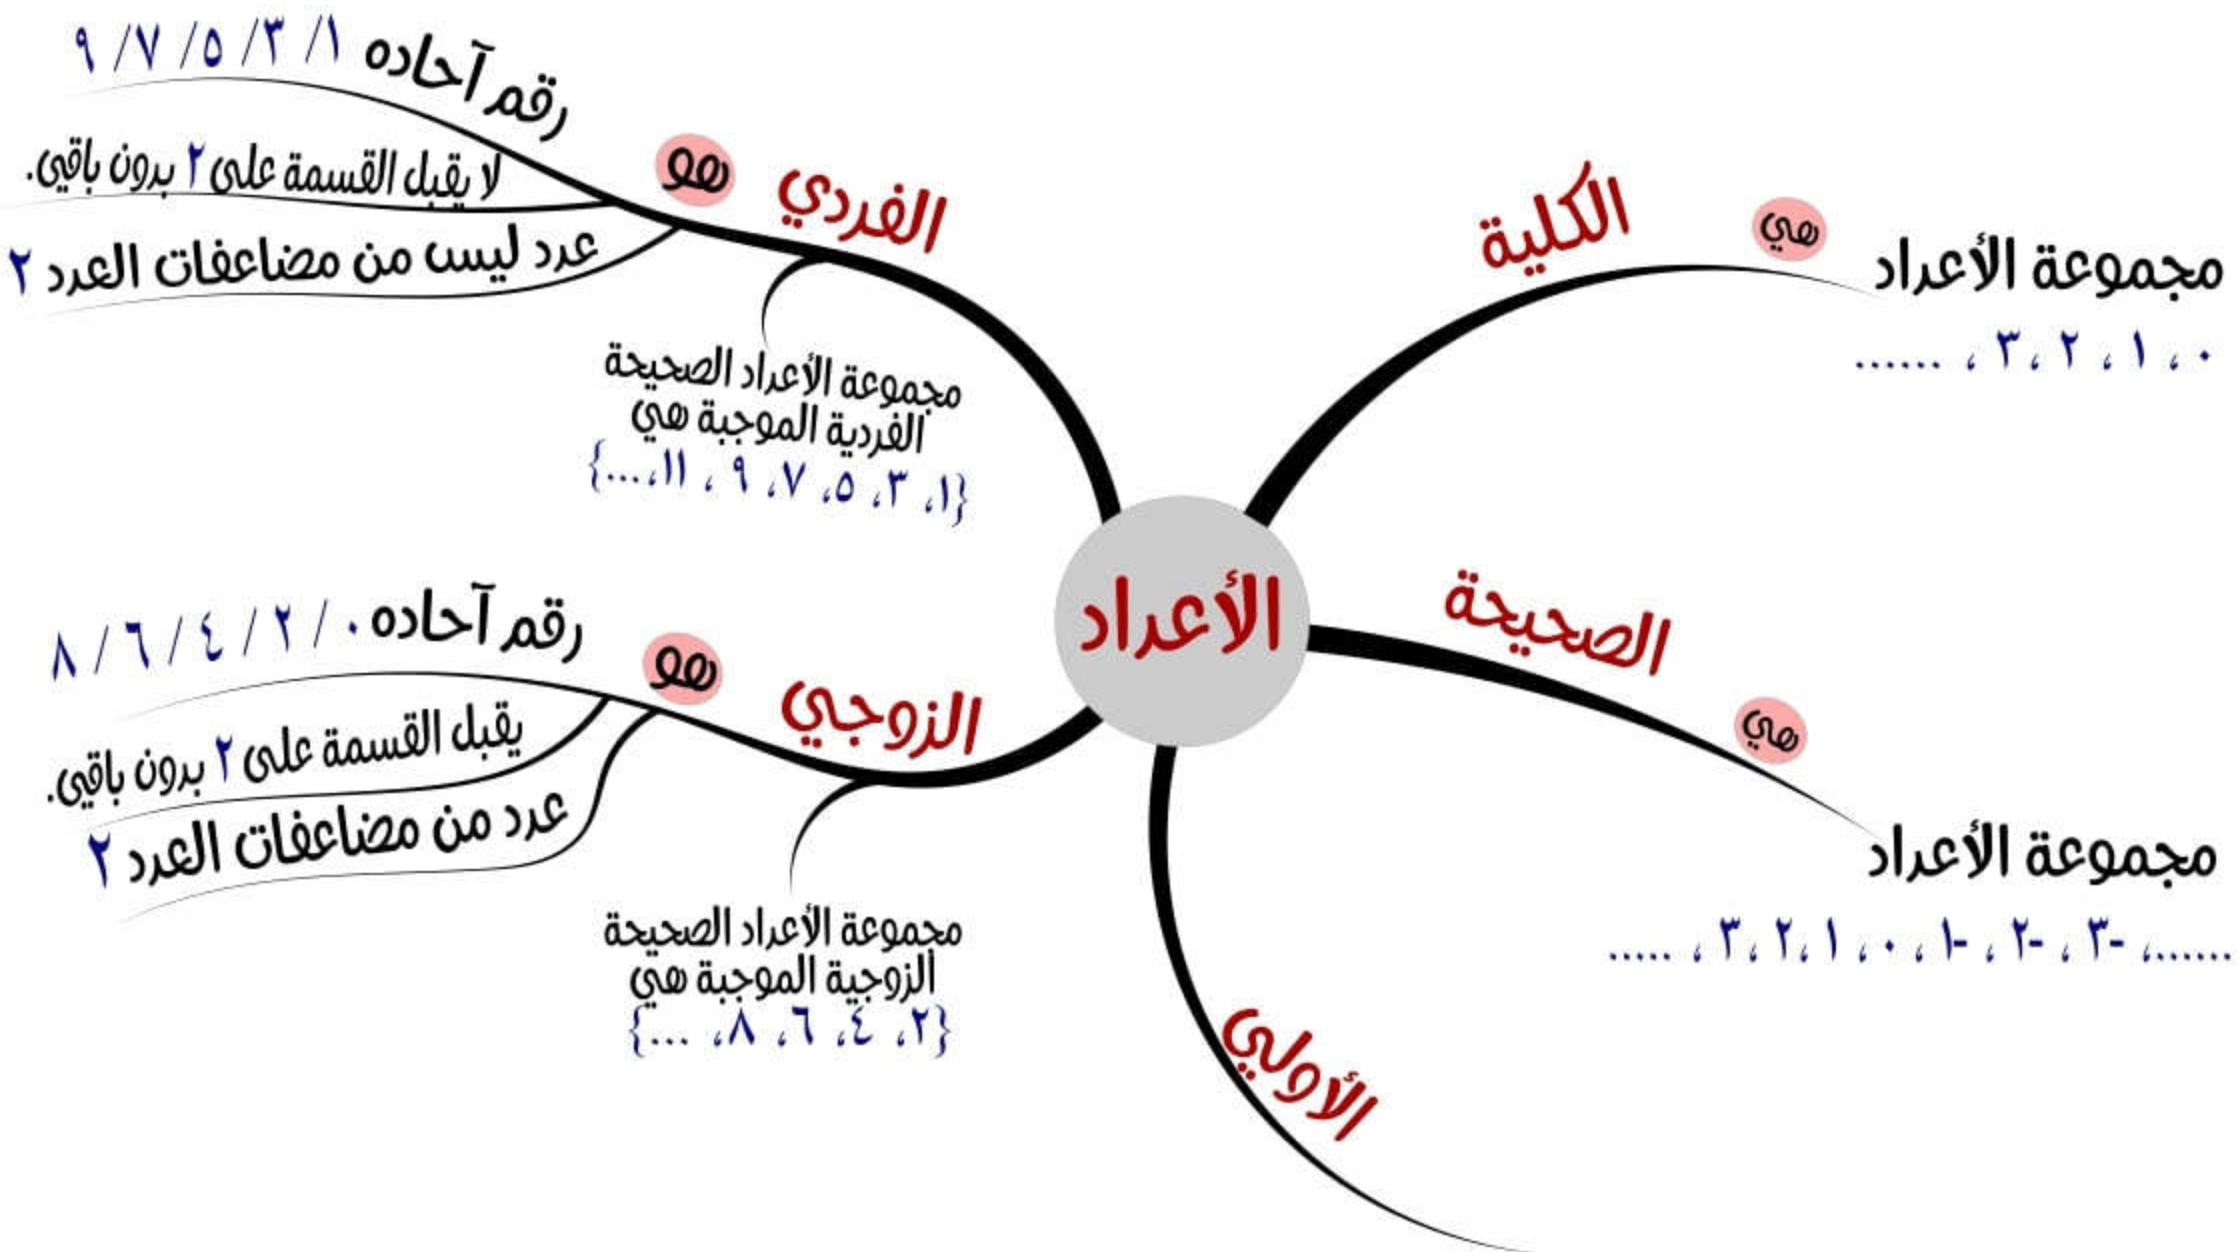 الأعداد
الكلية
هي
مجموعة الأعداد
٠ ، ١ ، ٢ ، ٣ ، ......
الصحيحة
هي
مجموعة الأعداد
......، -٣ ، -٢ ، -١ ، ٠ ، ١ ، ٢ ، ٣ ، .....
الأولي
الفردي
هو
رقم آحاده ١/ ٣/ ٥/ ٧/ ٩
لا يقبل القسمة على ٢ بدون باقي.
عدد ليس من مضاعفات العدد ٢
مجموعة الأعداد الصحيحة
الفردية الموجبة هي
{١، ٣، ٥، ٧، ٩ ، ١١،...}
الزوجي
هو
رقم آحاده ٠ / ٢ / ٤ / ٦ / ٨
يقبل القسمة على ٢ بدون باقي.
عدد من مضاعفات العدد ٢
مجموعة الأعداد الصحيحة
الزوجية الموجبة هي
{٢، ٤، ٦، ٨، ...}